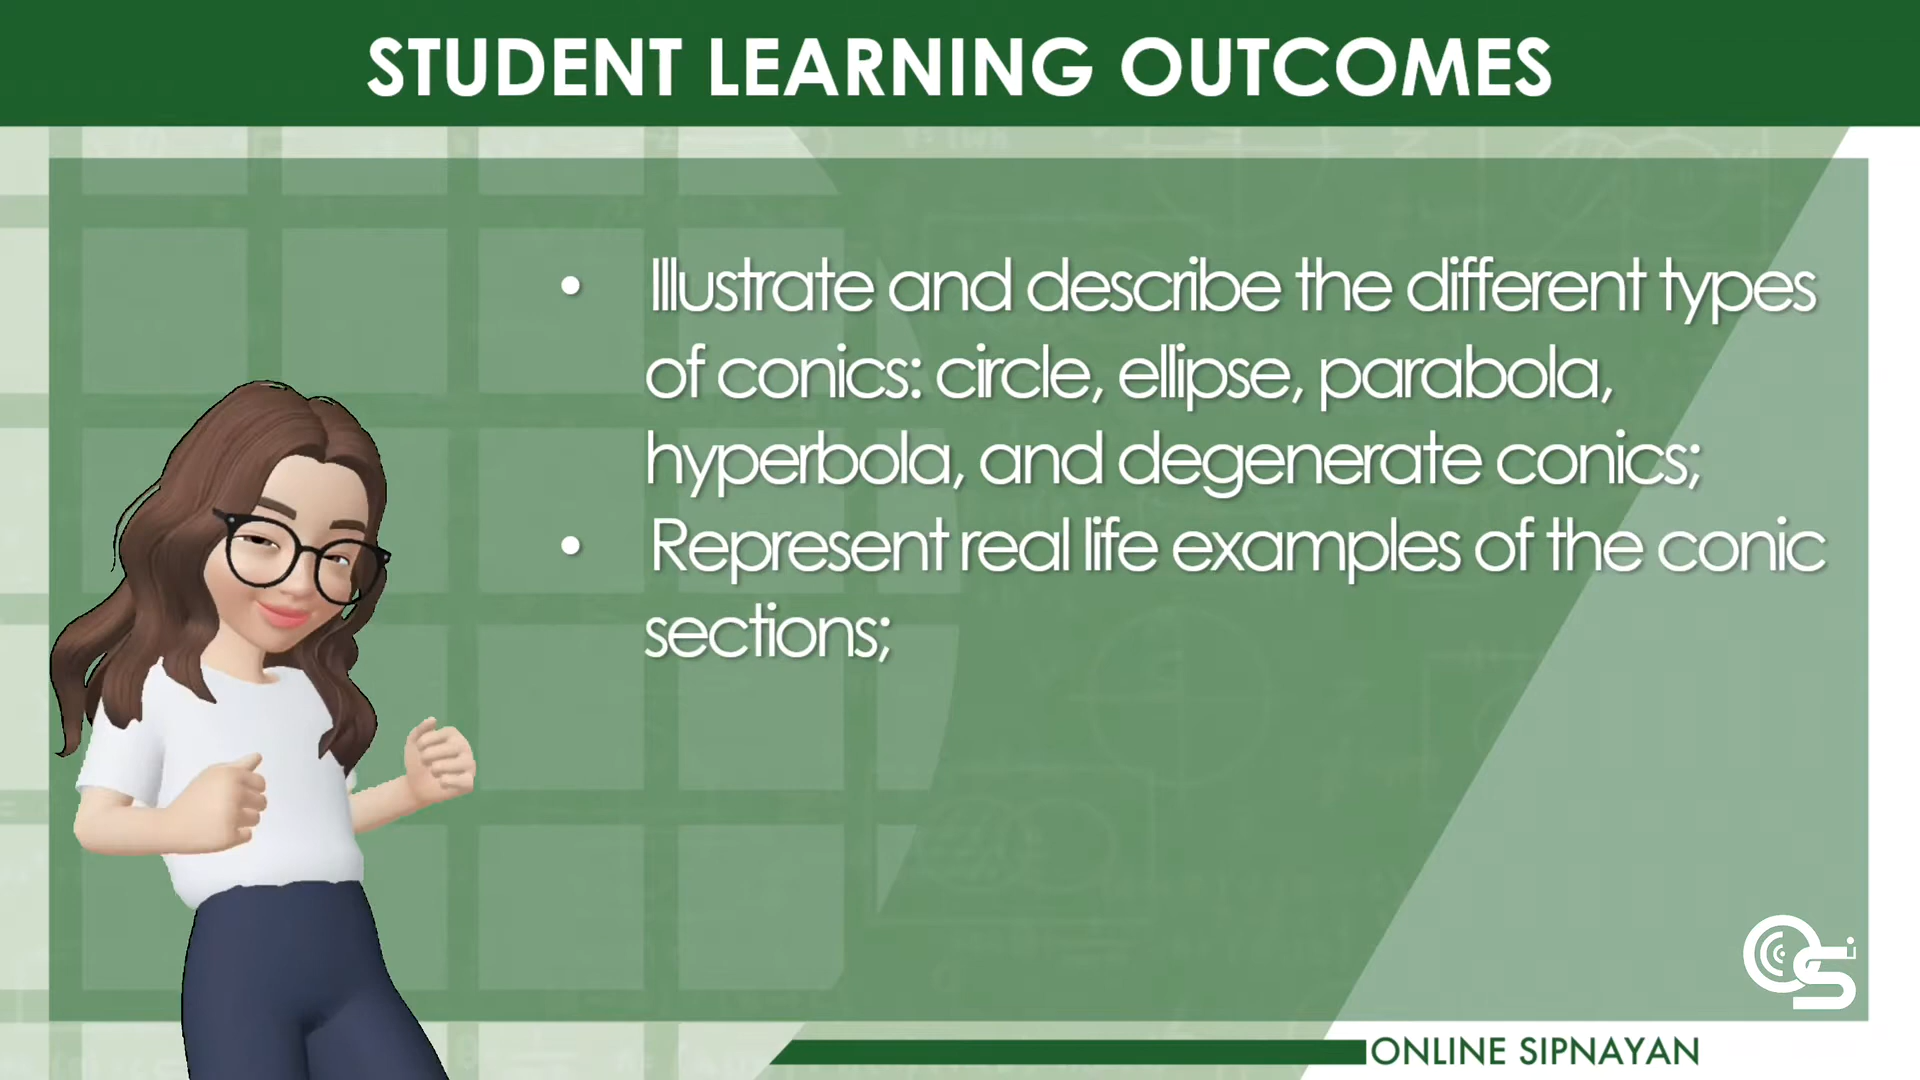 STUDENT LEARNING OUTCOMES
• Illustrate and describe the different types
of conics: circle, ellipse, parabola,
hyperbola, and degenerate conics;
• Represent real life examples of the conic
sections;
OSi
ONLINE SIPNAYAN